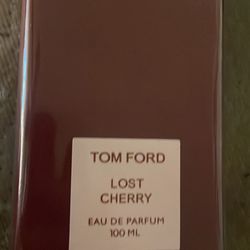 TOM FORD
LOST
CHERRY
EAU DE PARFUM
100 ML